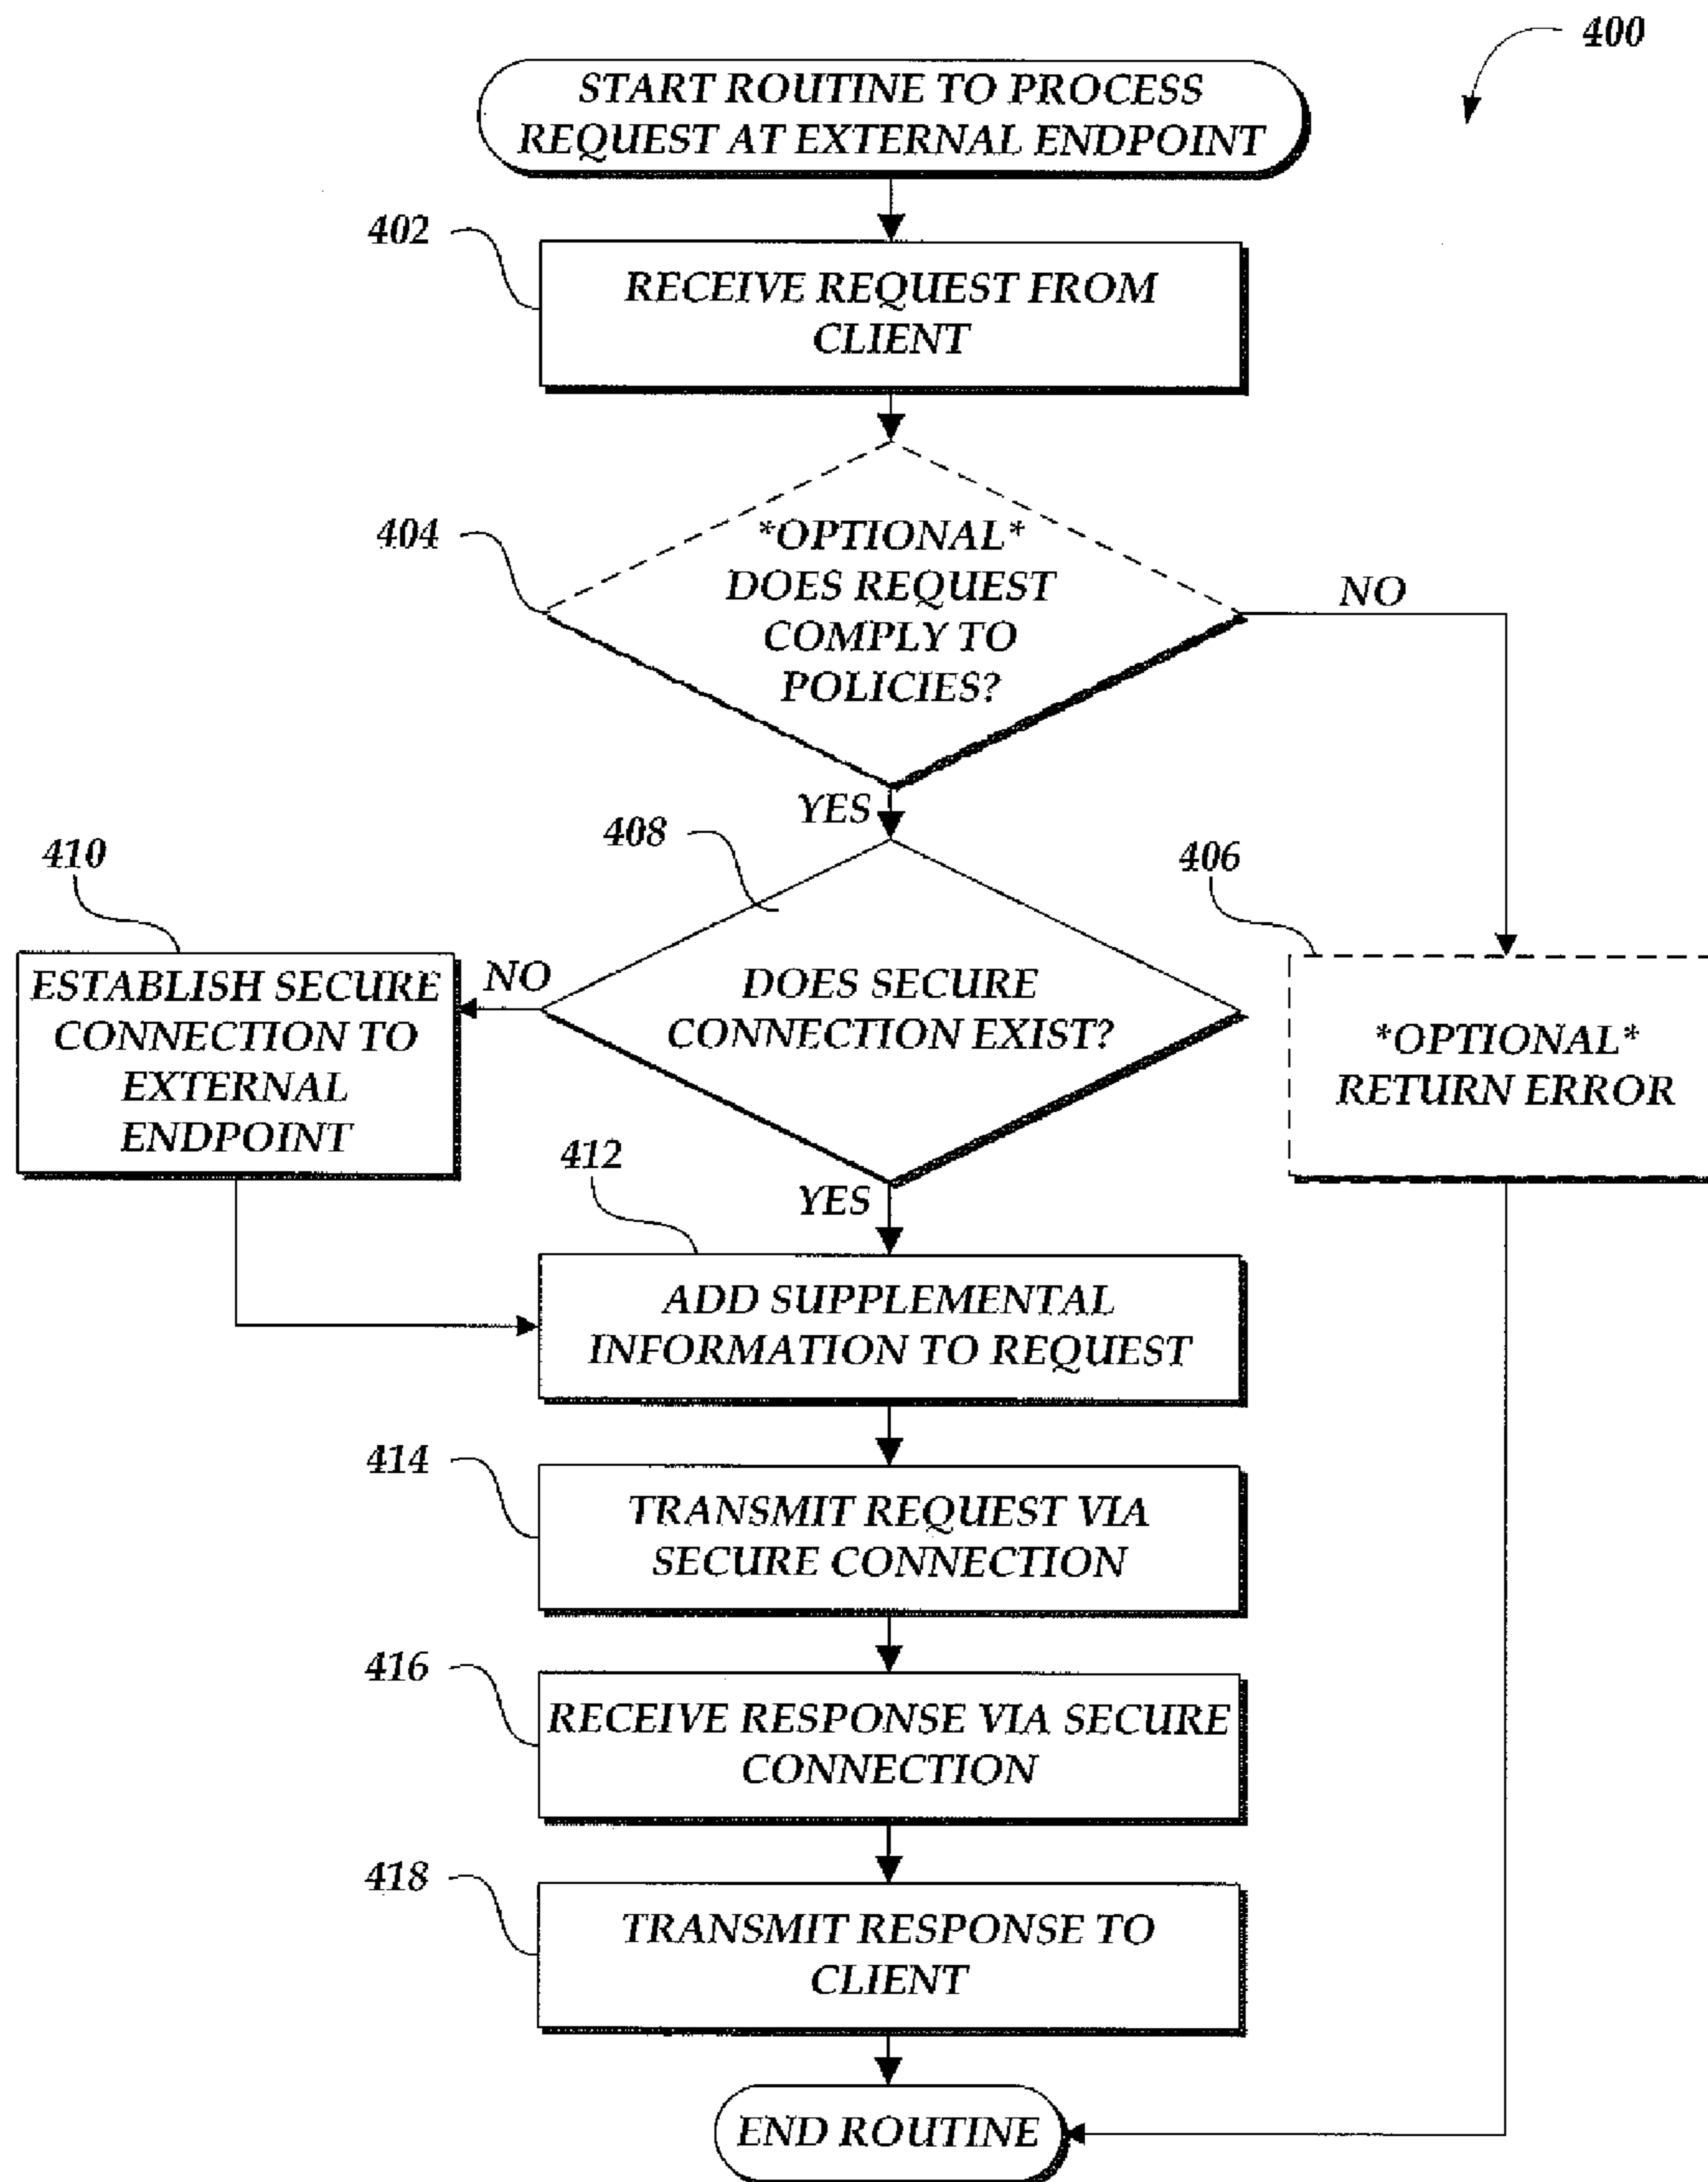 400
START ROUTINE TO PROCESS
REQUEST AT EXTERNAL ENDPOINT
402
RECEIVE REQUEST FROM
CLIENT
404
*OPTIONAL*
DOES REQUEST
COMPLY TO
POLICIES?
NO
YES
408
406
410
ESTABLISH SECURE
CONNECTION TO
EXTERNAL
ENDPOINT
NO
DOES SECURE
CONNECTION EXIST?
*OPTIONAL*
RETURN ERROR
YES
412
ADD SUPPLEMENTAL
INFORMATION TO REQUEST
414
TRANSMIT REQUEST VIA
SECURE CONNECTION
416
RECEIVE RESPONSE VIA SECURE
CONNECTION
418
TRANSMIT RESPONSE TO
CLIENT
END ROUTINE